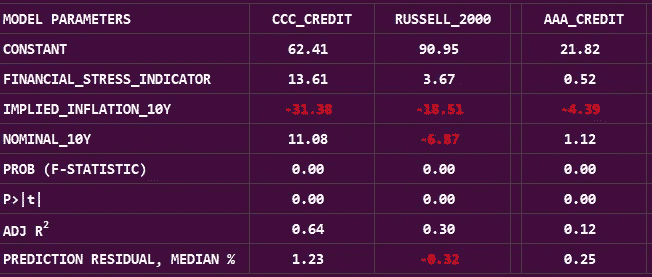 MODEL PARAMETERS CCC_CREDIT RUSSELL_2000 AAA_CREDIT
CONSTANT 62.41 90.95 21.82
FINANCIAL_STRESS_INDICATOR 13.61 3.67 0.52
IMPLIED_INFLATION_10Y -31.38 -18.51 -4.39
NOMINAL_10Y 11.08 -6.87 1.12
PROB (F-STATISTIC) 0.00 0.00 0.00
P>|t| 0.00 0.00 0.00
ADJ R² 0.64 0.30 0.12
PREDICTION RESIDUAL, MEDIAN % 1.23 -0.32 0.25